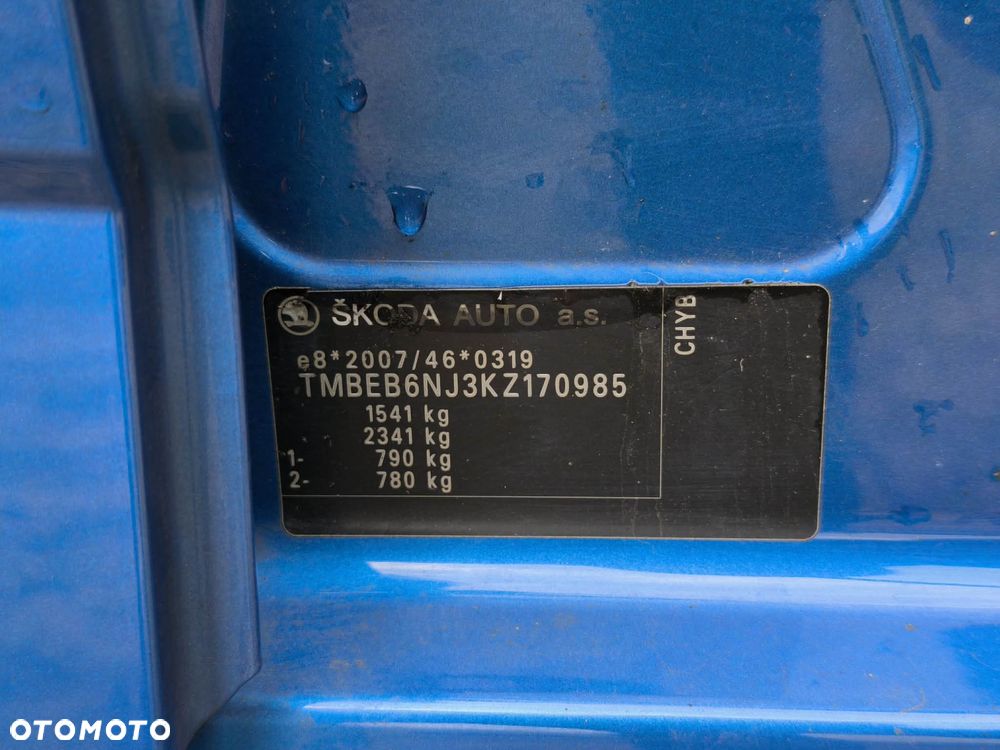 ŠKODA AUTO a.s.
e8*2007/46*0319
TMBEB6NJ3KZ170985
1541 kg
2341 kg
1- 790 kg
2- 780 kg
CHYB
OTOMOTO